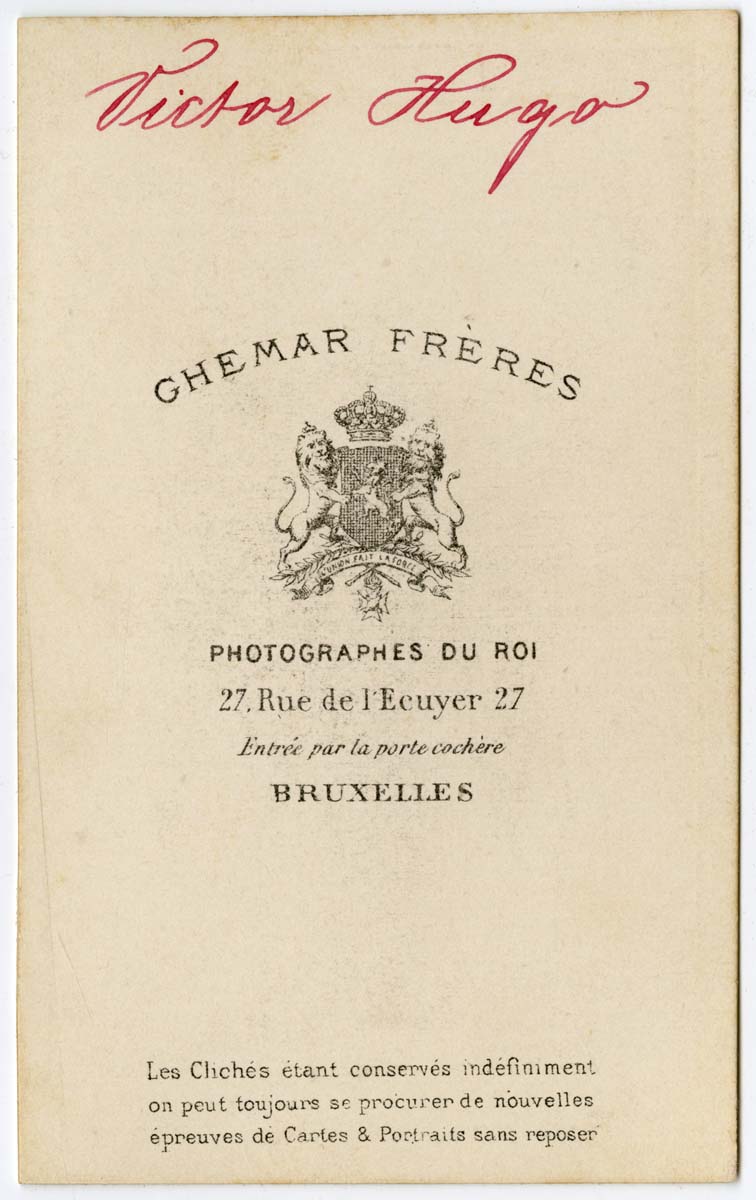 Victor Hugo
GHEMAR FRÈRES
L'UNION FAIT LA FORCE
PHOTOGRAPHES DU ROI
27, Rue de l'Ecuyer 27
Entrée par la porte cochère
BRUXELLES
Les Clichés étant conservés indéfiniment
on peut toujours se procurer de nouvelles
épreuves de Cartes & Portraits sans reposer